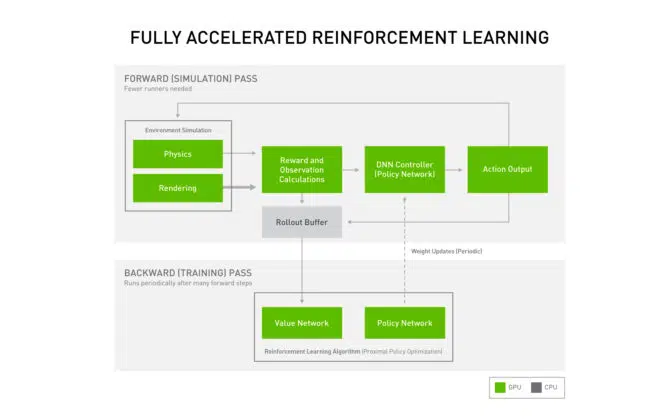 FULLY ACCELERATED REINFORCEMENT LEARNING
FORWARD (SIMULATION) PASS
Fewer runners needed
Environment Simulation
Physics
Rendering
Reward and
Observation
Calculations
DNN Controller
(Policy Network)
Action Output
Rollout Buffer
Weight Updates (Periodic)
BACKWARD (TRAINING) PASS
Runs periodically after many forward steps
Value Network
Policy Network
Reinforcement Learning Algorithm (Proximal Policy Optimization)
GPU
CPU